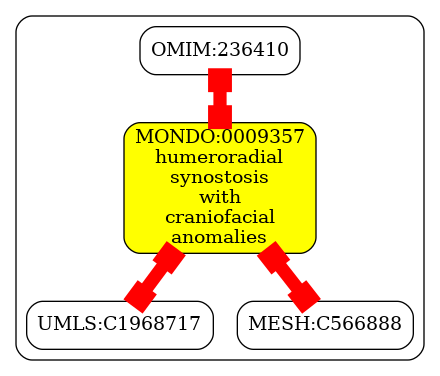 OMIM:236410
MONDO:0009357
humeroradial
synostosis
with
craniofacial
anomalies
UMLS:C1968717
MESH:C566888